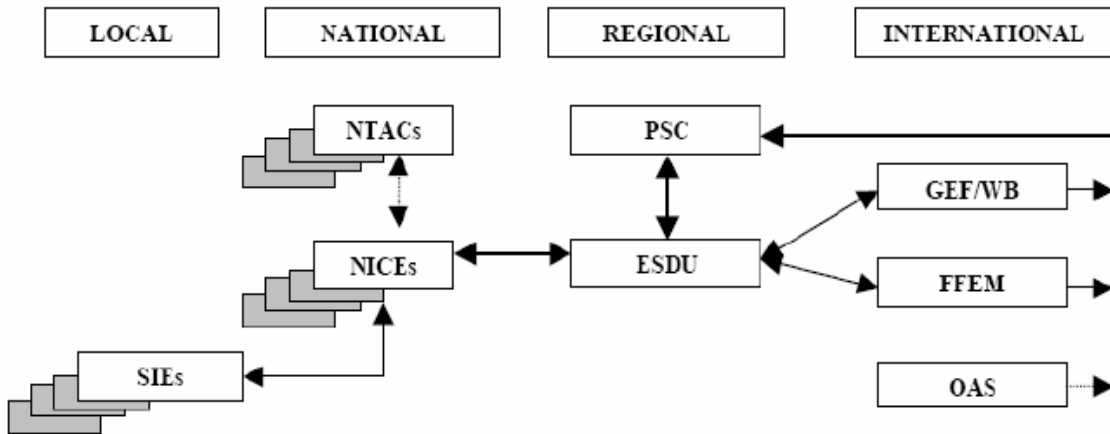 LOCAL
NATIONAL
REGIONAL
INTERNATIONAL
NTACs
PSC
GEF/WB
NICEs
ESDU
FFEM
SIEs
OAS